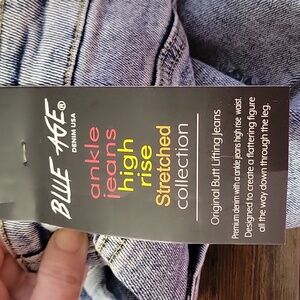 BLUE AGE®
DENIM USA
ankle
jeans
high
rise
Stretched
collection
Original Butt Lifting Jeans
Premium denim with a ankle jeans high rise waist.
Designed to create a flattering figure
all the way down through the leg.